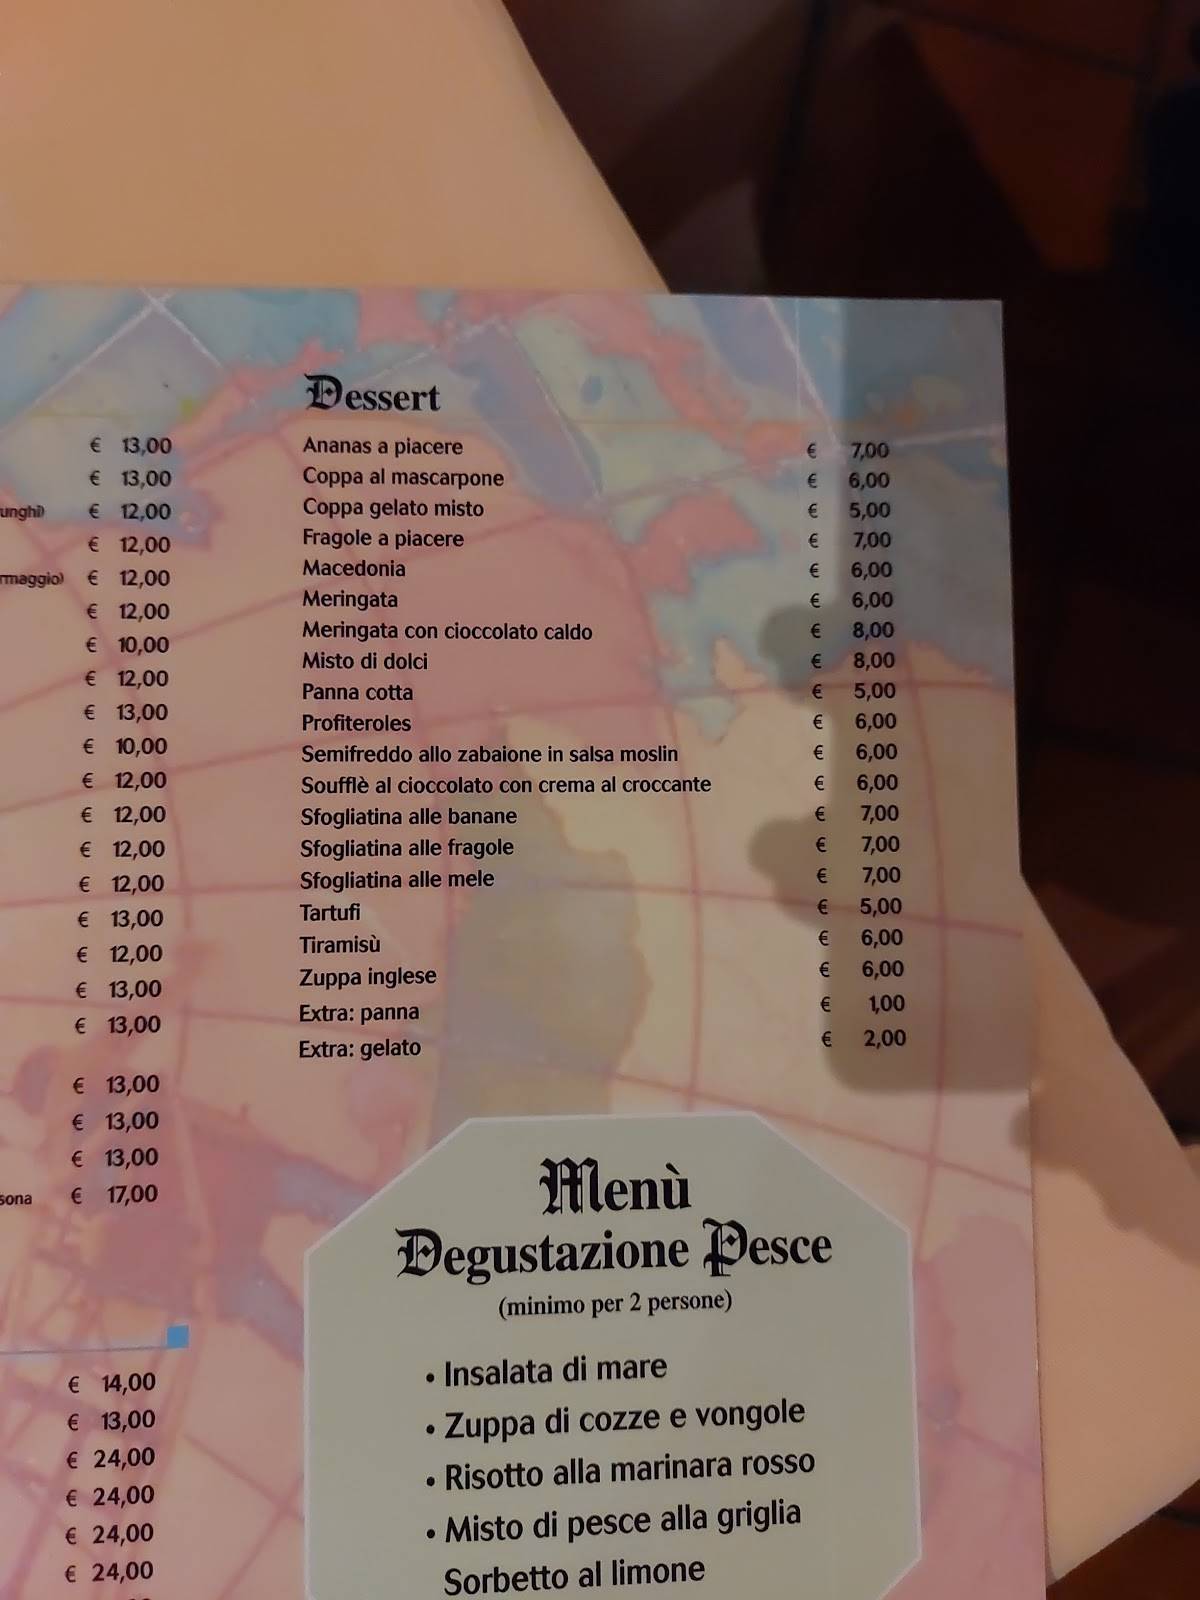 € 13,00
€ 13,00
unghi) € 12,00
€ 12,00
rmaggio) € 12,00
€ 12,00
€ 10,00
€ 12,00
€ 13,00
€ 10,00
€ 12,00
€ 12,00
€ 12,00
€ 12,00
€ 13,00
€ 12,00
€ 13,00
€ 13,00
€ 13,00
€ 13,00
€ 13,00
sona € 17,00
€ 14,00
€ 13,00
€ 24,00
€ 24,00
€ 24,00
€ 24,00
Dessert
Ananas a piacere € 7,00
Coppa al mascarpone € 6,00
Coppa gelato misto € 5,00
Fragole a piacere € 7,00
Macedonia € 6,00
Meringata € 6,00
Meringata con cioccolato caldo € 8,00
Misto di dolci € 8,00
Panna cotta € 5,00
Profiteroles € 6,00
Semifreddo allo zabaione in salsa moslin € 6,00
Soufflè al cioccolato con crema al croccante € 6,00
Sfogliatina alle banane € 7,00
Sfogliatina alle fragole € 7,00
Sfogliatina alle mele € 7,00
Tartufi € 5,00
Tiramisù € 6,00
Zuppa inglese € 6,00
Extra: panna € 1,00
Extra: gelato € 2,00
Menù
Degustazione Pesce
(minimo per 2 persone)
• Insalata di mare
• Zuppa di cozze e vongole
• Risotto alla marinara rosso
• Misto di pesce alla griglia
Sorbetto al limone